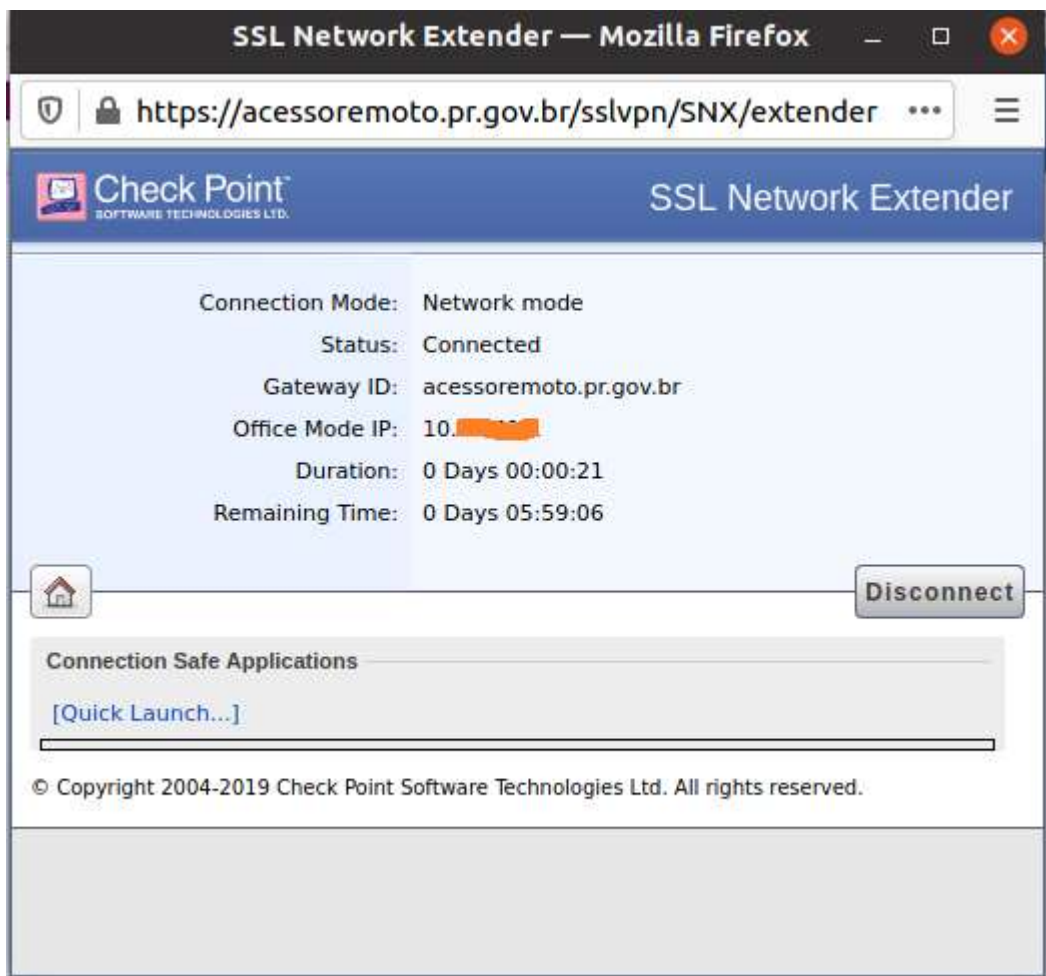 SSL Network Extender — Mozilla Firefox
https://acessoremoto.pr.gov.br/sslvpn/SNX/extender
Check Point
SOFTWARE TECHNOLOGIES LTD.
SSL Network Extender
Connection Mode: Network mode
Status: Connected
Gateway ID: acessoremoto.pr.gov.br
Office Mode IP: 10.
Duration: 0 Days 00:00:21
Remaining Time: 0 Days 05:59:06
Disconnect
Connection Safe Applications
[Quick Launch...]
© Copyright 2004-2019 Check Point Software Technologies Ltd. All rights reserved.